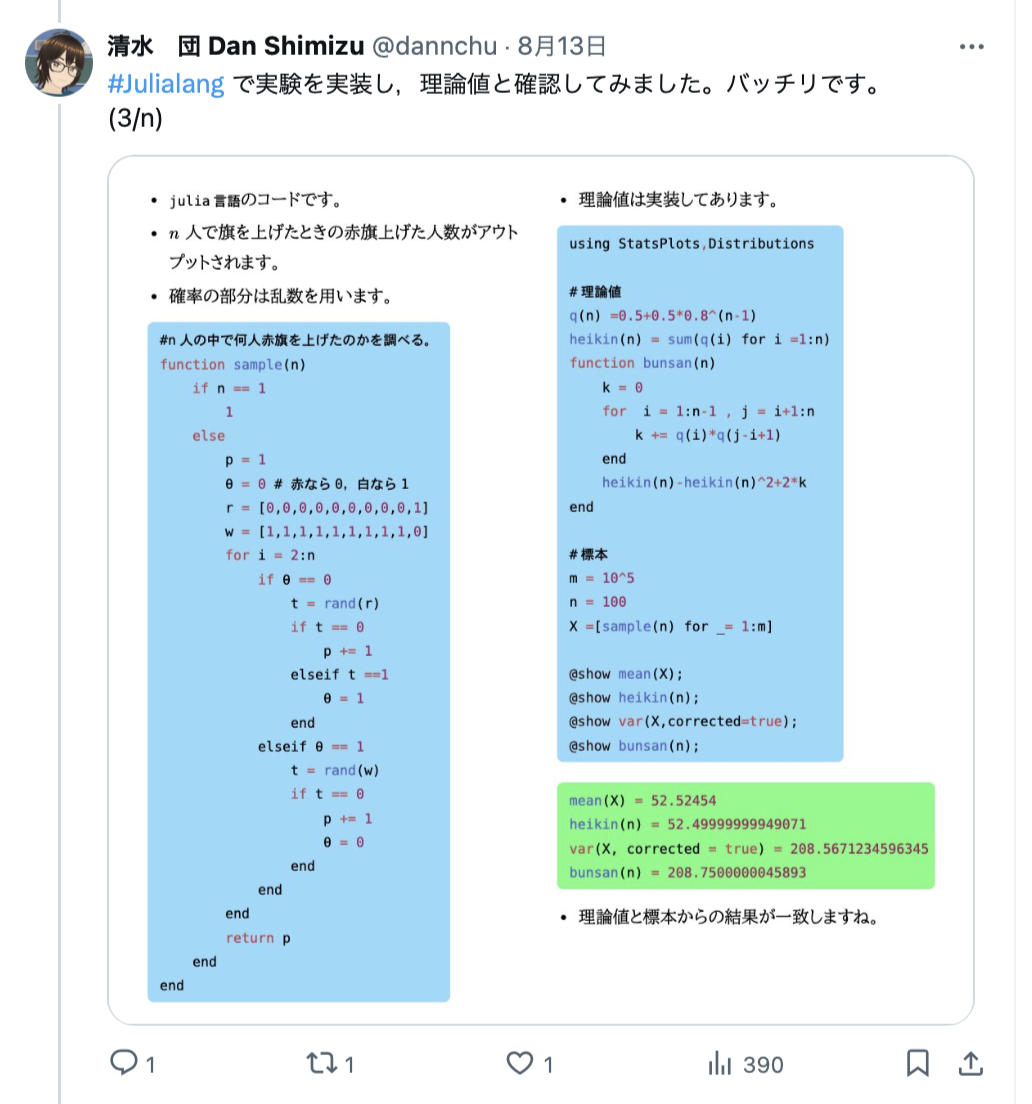 清水 団 Dan Shimizu @dannchu · 8月13日
#Julialang で実験を実装し，理論値と確認してみました。バッチリです。
(3/n)
• julia 言語のコードです。
• n 人で旗を上げたときの赤旗上げた人数がアウト
プットされます。
• 確率の部分は乱数を用います。
#n 人の中で何人赤旗を上げたのかを調べる。
function sample(n)
    if n == 1
        1
    else
        p = 1
        θ = 0 # 赤なら 0, 白なら 1
        r = [0,0,0,0,0,0,0,0,0,1]
        w = [1,1,1,1,1,1,1,1,1,0]
        for i = 2:n
            if θ == 0
                t = rand(r)
                if t == 0
                    p += 1
                elseif t ==1
                    θ = 1
                end
            elseif θ == 1
                t = rand(w)
                if t == 0
                    p += 1
                    θ = 0
                end
            end
        end
        return p
    end
end
• 理論値は実装してあります。
using StatsPlots,Distributions
# 理論値
q(n) =0.5+0.5*0.8^(n-1)
heikin(n) = sum(q(i) for i =1:n)
function bunsan(n)
    k = 0
    for i = 1:n-1 , j = i+1:n
        k += q(i)*q(j-i+1)
    end
    heikin(n)-heikin(n)^2+2*k
end
# 標本
m = 10^5
n = 100
X =[sample(n) for _= 1:m]
@show mean(X);
@show heikin(n);
@show var(X,corrected=true);
@show bunsan(n);
mean(X) = 52.52454
heikin(n) = 52.49999999949071
var(X, corrected = true) = 208.5671234596345
bunsan(n) = 208.7500000045893
• 理論値と標本からの結果が一致しますね。
1 1 1 390